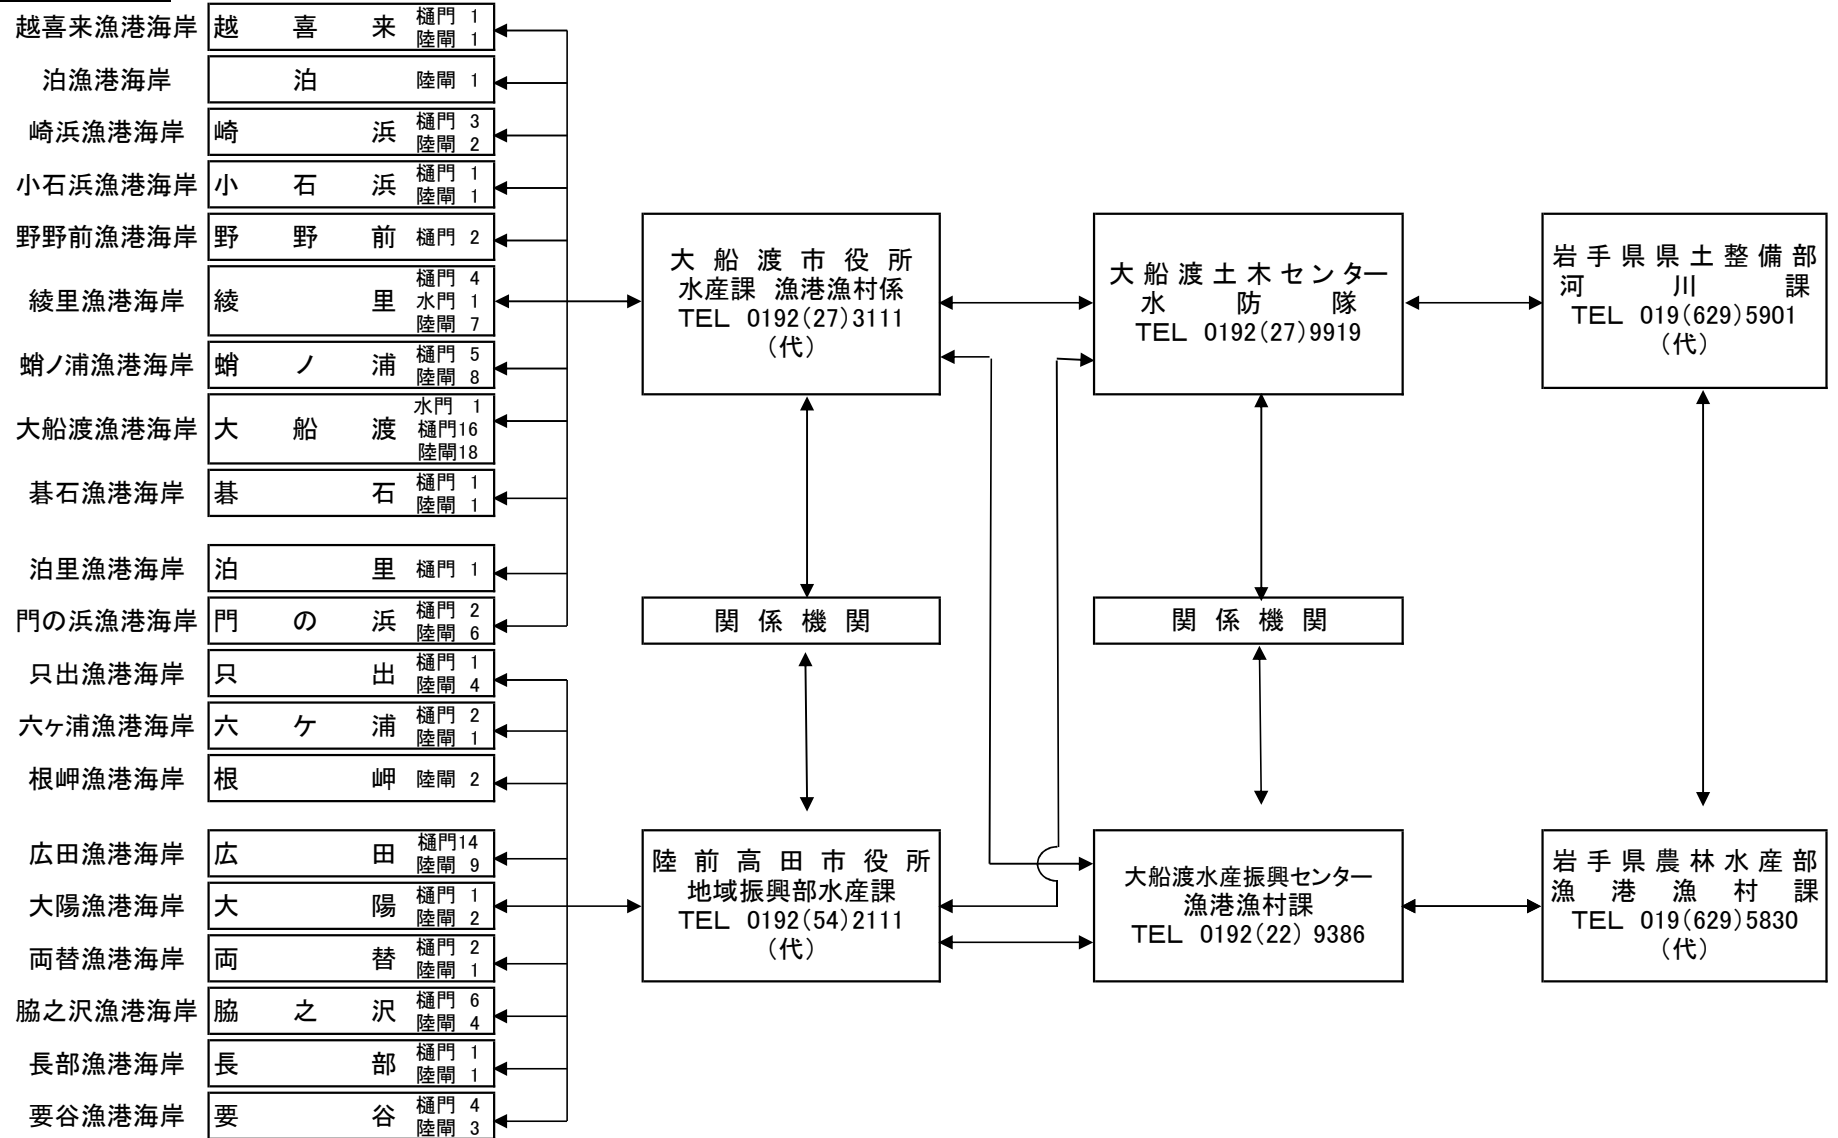 越喜来漁港海岸 越喜来 樋門 1
陸閘 1
泊漁港海岸 泊 陸閘 1
崎浜漁港海岸 崎浜 樋門 3
陸閘 2
小石浜漁港海岸 小石浜 樋門 1
陸閘 1
野野前漁港海岸 野野前 樋門 2
綾里漁港海岸 綾里 樋門 4
水門 1
陸閘 7
蛸ノ浦漁港海岸 蛸ノ浦 樋門 5
陸閘 8
大船渡漁港海岸 大船渡 水門 1
樋門16
陸閘18
碁石漁港海岸 碁石 樋門 1
陸閘 1
泊里漁港海岸 泊里 樋門 1
門の浜漁港海岸 門の浜 樋門 2
陸閘 6
只出漁港海岸 只出 樋門 1
陸閘 4
六ヶ浦漁港海岸 六ケ浦 樋門 2
陸閘 1
根岬漁港海岸 根岬 陸閘 2
広田漁港海岸 広田 樋門14
陸閘 9
大陽漁港海岸 大陽 樋門 1
陸閘 2
両替漁港海岸 両替 樋門 2
陸閘 1
脇之沢漁港海岸 脇之沢 樋門 6
陸閘 4
長部漁港海岸 長部 樋門 1
陸閘 1
要谷漁港海岸 要谷 樋門 4
陸閘 3
大船渡市役所
水産課 漁港漁村係
TEL 0192(27)3111
(代)
関係機関
陸前高田市役所
地域振興部水産課
TEL 0192(54)2111
(代)
大船渡土木センター
水防隊
TEL 0192(27)9919
関係機関
大船渡水産振興センター
漁港漁村課
TEL 0192(22) 9386
岩手県県土整備部
河川課
TEL 019(629)5901
(代)
岩手県農林水産部
漁港漁村課
TEL 019(629)5830
(代)